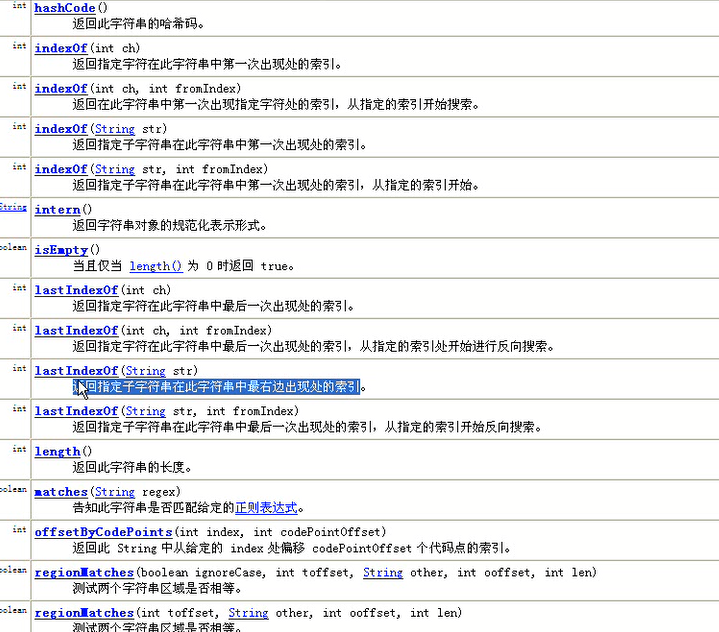 int hashCode()
返回此字符串的哈希码。
int indexOf(int ch)
返回指定字符在此字符串中第一次出现处的索引。
int indexOf(int ch, int fromIndex)
返回在此字符串中第一次出现指定字符处的索引，从指定的索引开始搜索。
int indexOf(String str)
返回指定子字符串在此字符串中第一次出现处的索引。
int indexOf(String str, int fromIndex)
返回指定子字符串在此字符串中第一次出现处的索引，从指定的索引开始。
String intern()
返回字符串对象的规范化表示形式。
oolean isEmpty()
当且仅当 length() 为 0 时返回 true。
int lastIndexOf(int ch)
返回指定字符在此字符串中最后一次出现处的索引。
int lastIndexOf(int ch, int fromIndex)
返回指定字符在此字符串中最后一次出现处的索引，从指定的索引处开始进行反向搜索。
int lastIndexOf(String str)
返回指定子字符串在此字符串中最右边出现处的索引。
int lastIndexOf(String str, int fromIndex)
返回指定子字符串在此字符串中最后一次出现处的索引，从指定的索引开始反向搜索。
int length()
返回此字符串的长度。
oolean matches(String regex)
告知此字符串是否匹配给定的正则表达式。
int offsetByCodePoints(int index, int codePointOffset)
返回此 String 中从给定的 index 处偏移 codePointOffset 个代码点的索引。
oolean regionMatches(boolean ignoreCase, int toffset, String other, int ooffset, int len)
测试两个字符串区域是否相等。
oolean regionMatches(int toffset, String other, int ooffset, int len)
测试两个字符串区域是否相等。